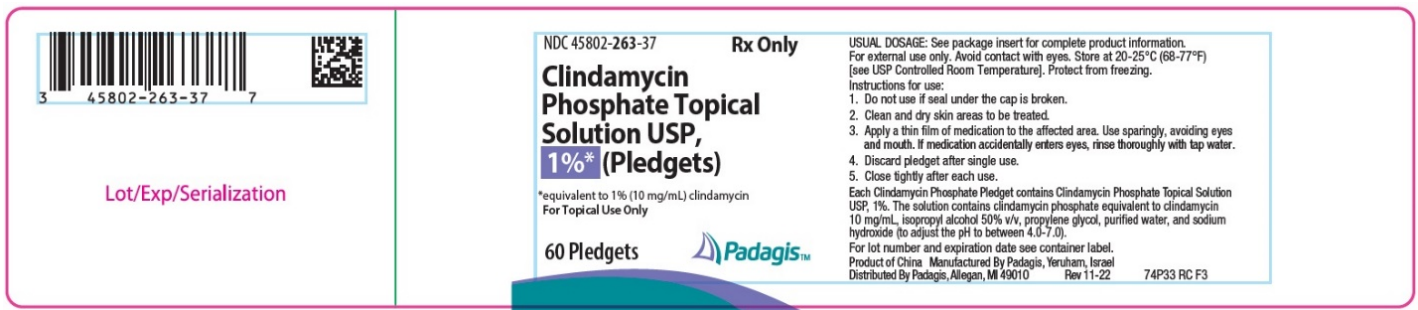 3 45802-263-37 7
Lot/Exp/Serialization
NDC 45802-263-37 Rx Only
Clindamycin
Phosphate Topical
Solution USP,
1%* (Pledgets)
*equivalent to 1% (10 mg/mL) clindamycin
For Topical Use Only
60 Pledgets
Padagis™
USUAL DOSAGE: See package insert for complete product information.
For external use only. Avoid contact with eyes. Store at 20-25°C (68-77°F)
[see USP Controlled Room Temperature]. Protect from freezing.
Instructions for use:
1. Do not use if seal under the cap is broken.
2. Clean and dry skin areas to be treated.
3. Apply a thin film of medication to the affected area. Use sparingly, avoiding eyes
and mouth. If medication accidentally enters eyes, rinse thoroughly with tap water.
4. Discard pledget after single use.
5. Close tightly after each use.
Each Clindamycin Phosphate Pledget contains Clindamycin Phosphate Topical Solution
USP, 1%. The solution contains clindamycin phosphate equivalent to clindamycin
10 mg/mL, isopropyl alcohol 50% v/v, propylene glycol, purified water, and sodium
hydroxide (to adjust the pH to between 4.0-7.0).
For lot number and expiration date see container label.
Product of China Manufactured By Padagis, Yeruham, Israel
Distributed By Padagis, Allegan, MI 49010 Rev 11-22 74P33 RC F3